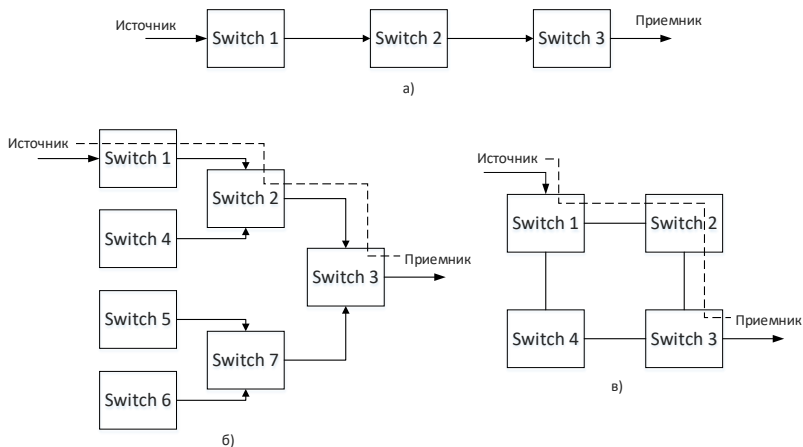 Источник
Приемник
Switch 1
Switch 2
Switch 3
а)
Источник
Switch 1
Switch 2
Switch 4
Приемник
Switch 3
Switch 5
Switch 7
Switch 6
б)
Источник
Switch 1
Switch 2
Приемник
Switch 4
Switch 3
в)